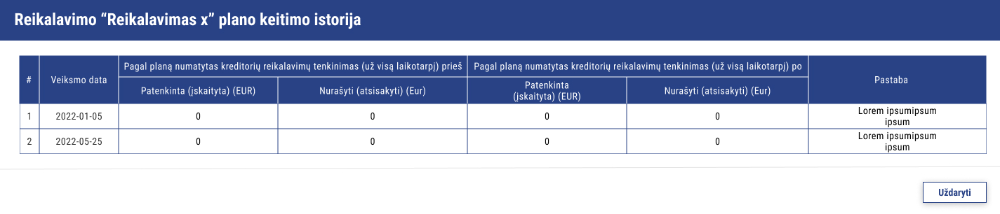 Reikalavimo “Reikalavimas x” plano keitimo istorija
# Veiksmo data Pagal planą numatytas kreditorių reikalavimų tenkinimas (už visą laikotarpį) prieš Pagal planą numatytas kreditorių reikalavimų tenkinimas (už visą laikotarpį) po Pastaba
Patenkinta (įskaityta) (EUR) Nurašyti (atsisakyti) (Eur) Patenkinta
(įskaityta) (EUR) Nurašyti (atsisakyti) (Eur)
1 2022-01-05 0 0 0 0 Lorem ipsumipsum
ipsum
2 2022-05-25 0 0 0 0 Lorem ipsumipsum
ipsum
Uždaryti